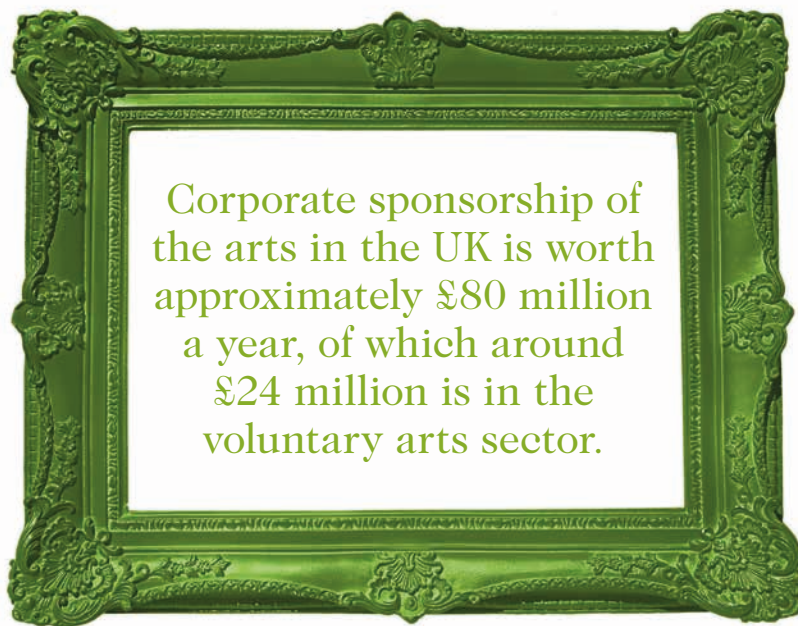 Corporate sponsorship of
the arts in the UK is worth
approximately £80 million
a year, of which around
£24 million is in the
voluntary arts sector.